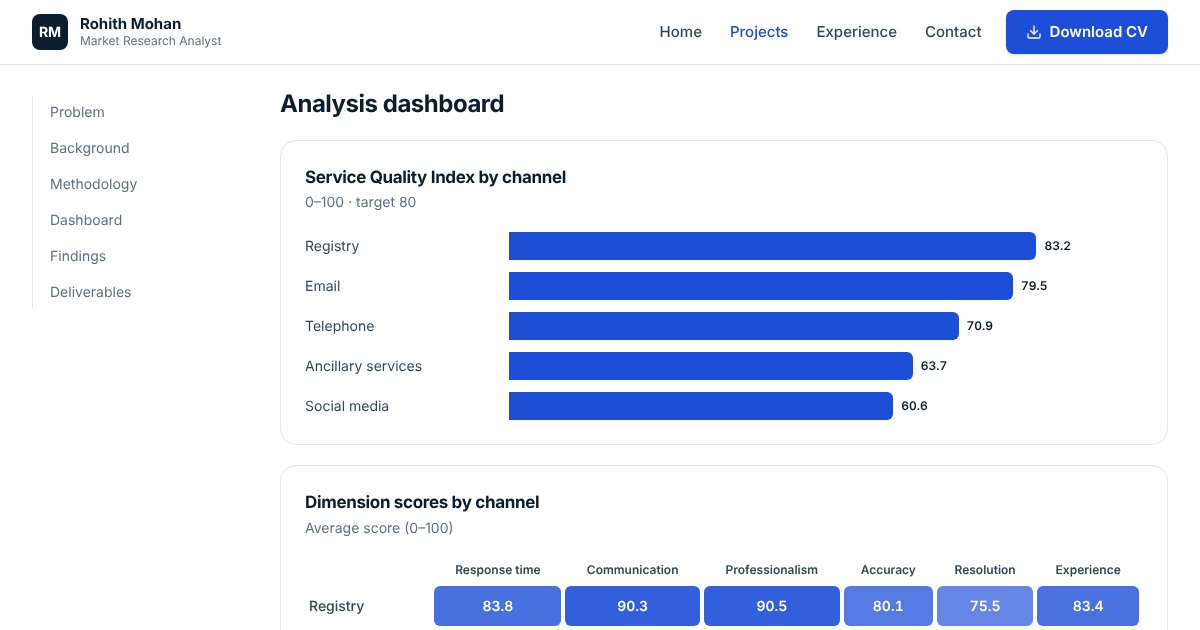 RM
Rohith Mohan
Market Research Analyst
Home
Projects
Experience
Contact
Download CV
Problem
Background
Methodology
Dashboard
Findings
Deliverables
Analysis dashboard
Service Quality Index by channel
0–100 · target 80
Registry 83.2
Email 79.5
Telephone 70.9
Ancillary services 63.7
Social media 60.6
Dimension scores by channel
Average score (0–100)
Response time Communication Professionalism Accuracy Resolution Experience
Registry 83.8 90.3 90.5 80.1 75.5 83.4